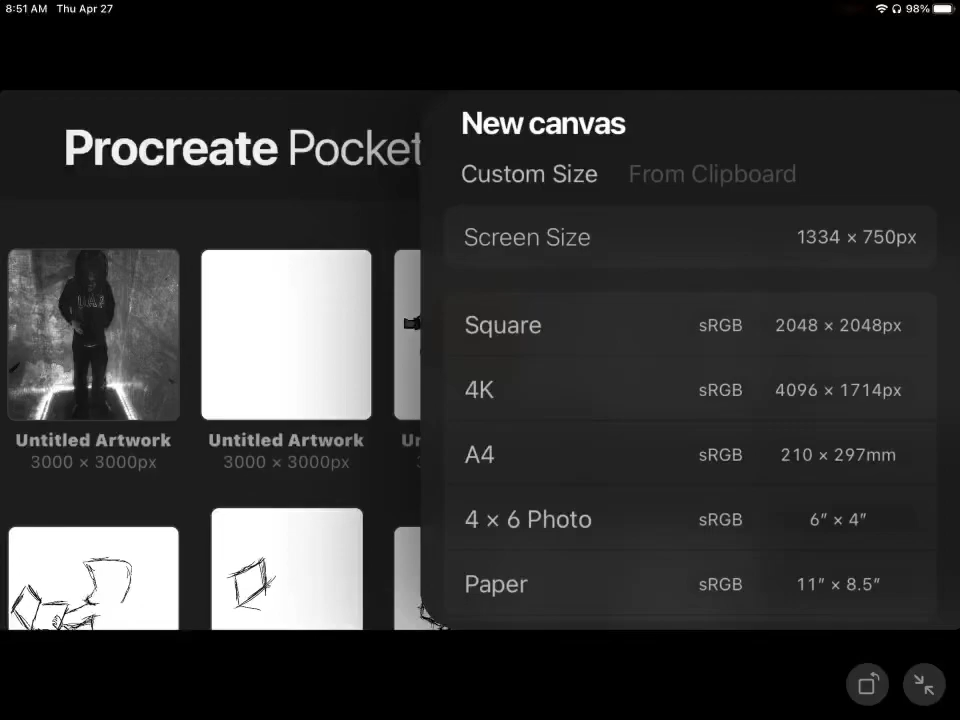 8:51 AM Thu Apr 27
98%
Procreate Pocket
New canvas
Custom Size From Clipboard
Screen Size 1334 × 750px
Square sRGB 2048 × 2048px
4K sRGB 4096 × 1714px
A4 sRGB 210 × 297mm
4 × 6 Photo sRGB 6” × 4”
Paper sRGB 11” × 8.5”
Untitled Artwork
3000 × 3000px
Untitled Artwork
3000 × 3000px